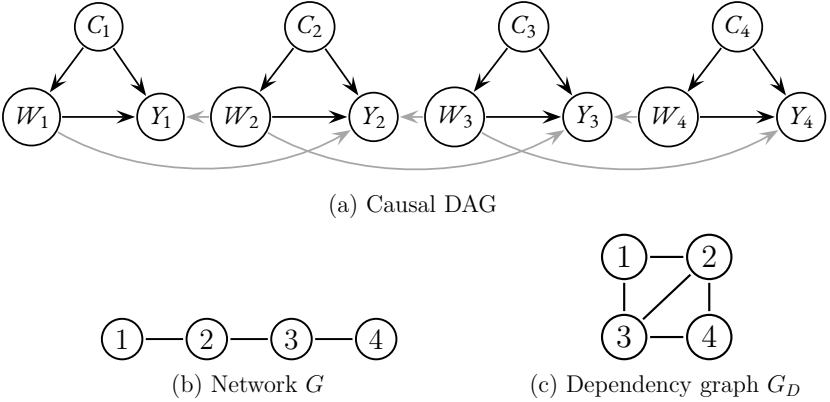 C₁ C₂ C₃ C₄
W₁ Y₁ W₂ Y₂ W₃ Y₃ W₄ Y₄
(a) Causal DAG
1 2
1 2 3 4
3 4
(b) Network G
(c) Dependency graph G_D